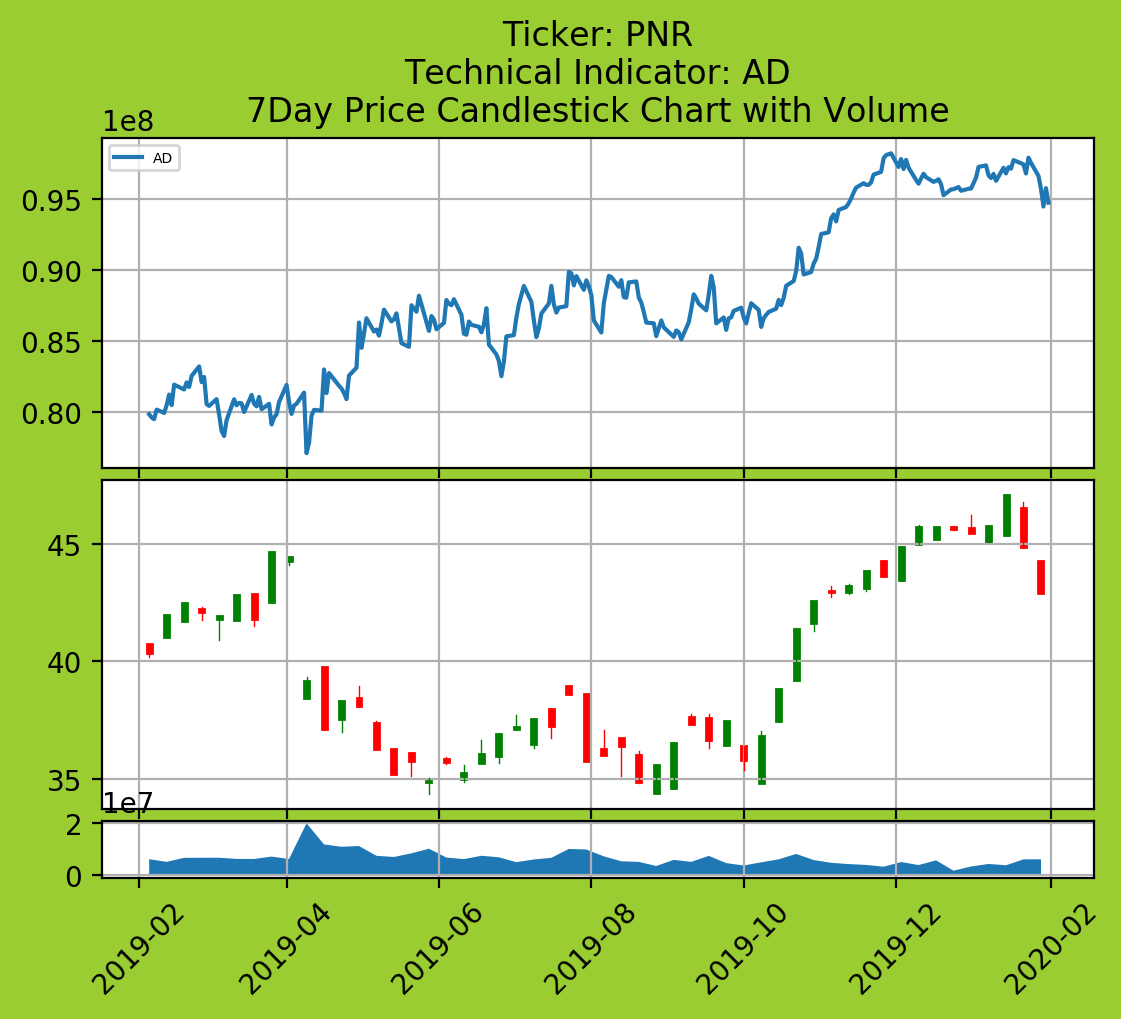 Ticker: PNR
Technical Indicator: AD
7Day Price Candlestick Chart with Volume
1e8
AD
0.95
0.90
0.85
0.80
45
40
35
1e7
2
0
2019-02
2019-04
2019-06
2019-08
2019-10
2019-12
2020-02